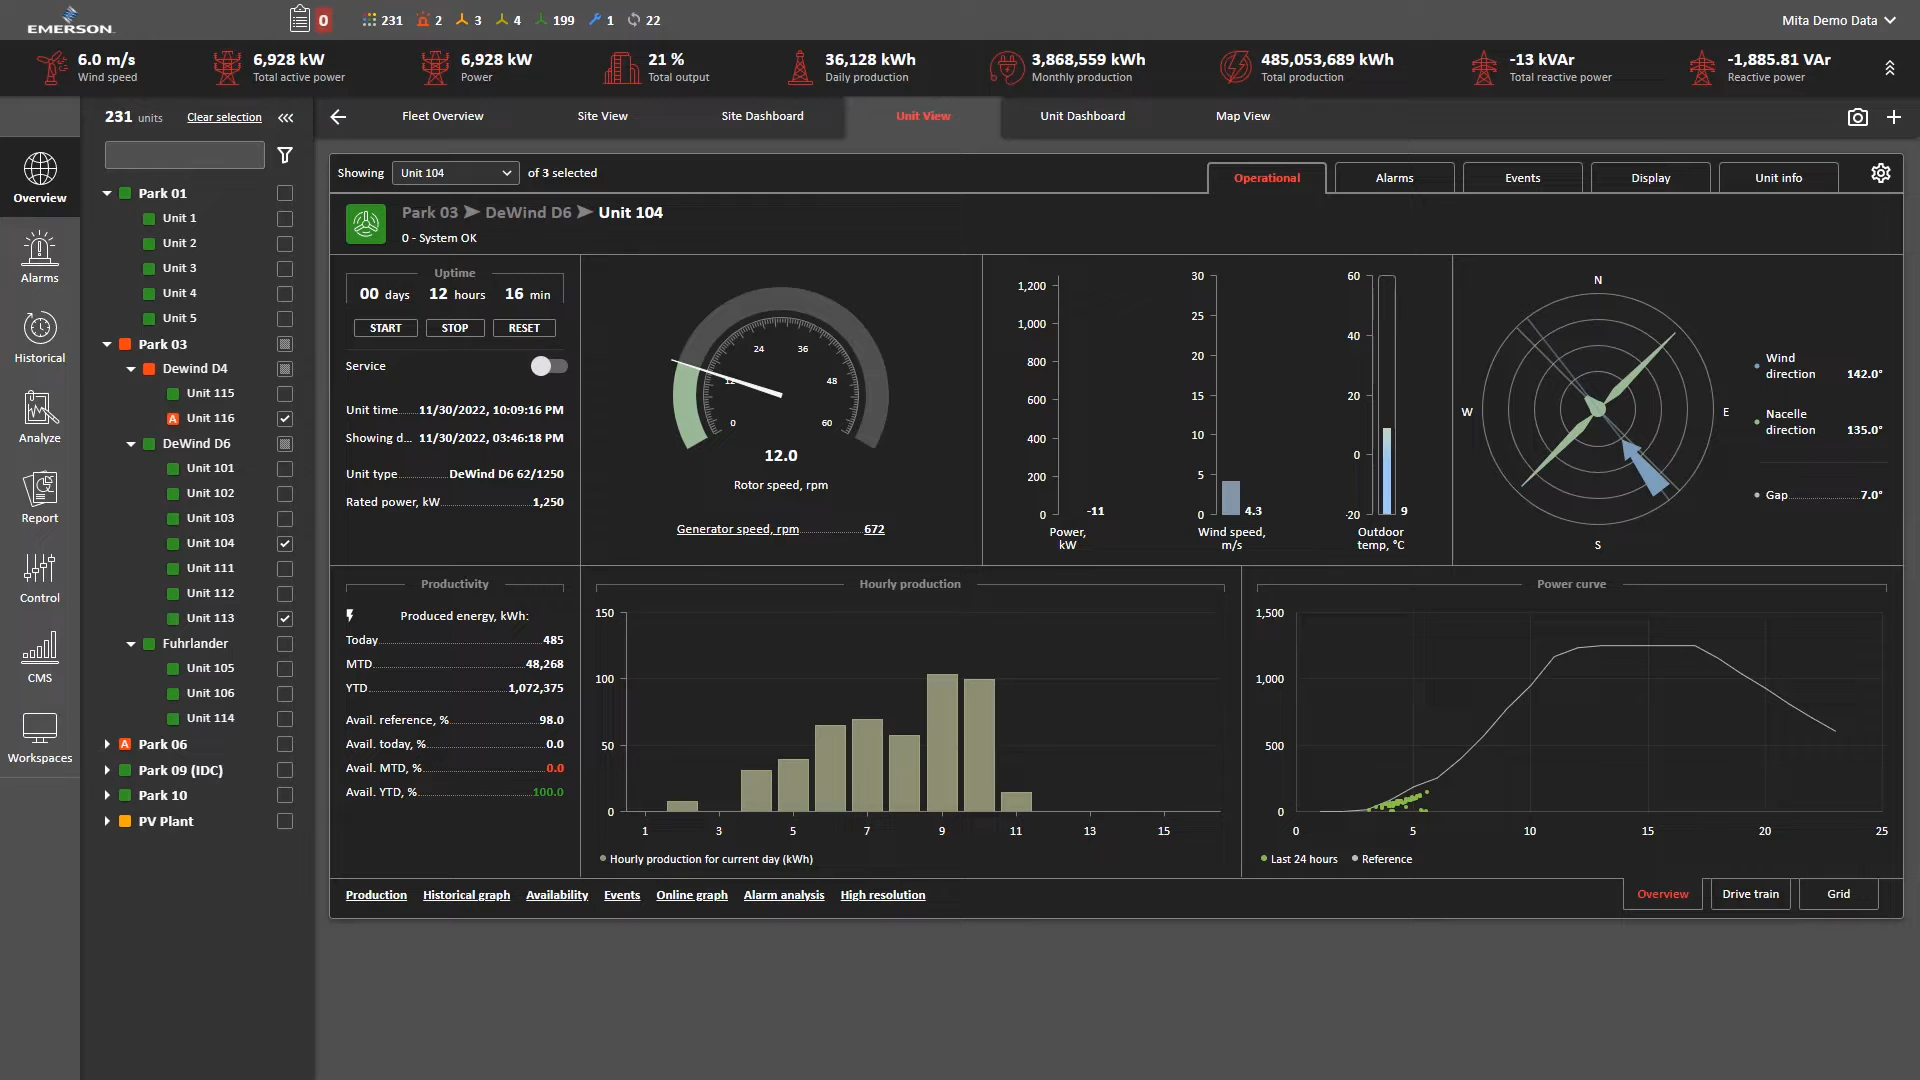 EMERSON
0
231
2
3
4
199
1
22
Mita Demo Data
6.0 m/s
Wind speed
6,928 kW
Total active power
6,928 kW
Power
21 %
Total output
36,128 kWh
Daily production
3,868,559 kWh
Monthly production
485,053,689 kWh
Total production
-13 kVAr
Total reactive power
-1,885.81 VAr
Reactive power
231 units
Clear selection
Fleet Overview
Site View
Site Dashboard
Unit View
Unit Dashboard
Map View
Overview
Alarms
Historical
Analyze
Report
Control
CMS
Workspaces
Park 01
Unit 1
Unit 2
Unit 3
Unit 4
Unit 5
Park 03
Dewind D4
Unit 115
A Unit 116
DeWind D6
Unit 101
Unit 102
Unit 103
Unit 104
Unit 111
Unit 112
Unit 113
Fuhrlander
Unit 105
Unit 106
Unit 114
A Park 06
Park 09 (IDC)
Park 10
PV Plant
Showing Unit 104 of 3 selected
Operational
Alarms
Events
Display
Unit info
Park 03 DeWind D6 Unit 104
0 - System OK
Uptime
00 days 12 hours 16 min
START STOP RESET
Service
Unit time 11/30/2022, 10:09:16 PM
Showing d... 11/30/2022, 03:46:18 PM
Unit type DeWind D6 62/1250
Rated power, kW 1,250
0
12
24
36
48
60
12.0
Rotor speed, rpm
Generator speed, rpm 672
1,200
1,000
800
600
400
200
0
-11
Power,
kW
30
25
20
15
10
5
0
4.3
Wind speed,
m/s
60
40
20
0
-20
9
Outdoor
temp, °C
N
W
E
S
Wind
direction 142.0°
Nacelle
direction 135.0°
Gap 7.0°
Productivity
Produced energy, kWh:
Today 485
MTD 48,268
YTD 1,072,375
Avail. reference, % 98.0
Avail. today, % 0.0
Avail. MTD, % 0.0
Avail. YTD, % 100.0
Hourly production
150
100
50
0
1 3 5 7 9 11 13 15
Hourly production for current day (kWh)
Power curve
1,500
1,000
500
0
0 5 10 15 20 25
Last 24 hours Reference
Production Historical graph Availability Events Online graph Alarm analysis High resolution
Overview
Drive train
Grid